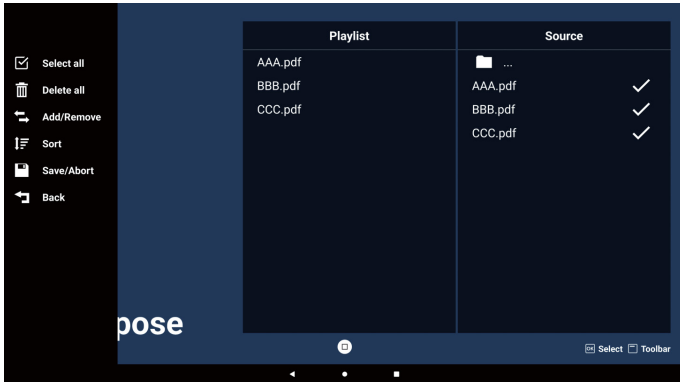 Select all
Delete all
Add/Remove
Sort
Save/Abort
Back
Playlist
AAA.pdf
BBB.pdf
CCC.pdf
Source
...
AAA.pdf
BBB.pdf
CCC.pdf
pose
OK Select Toolbar